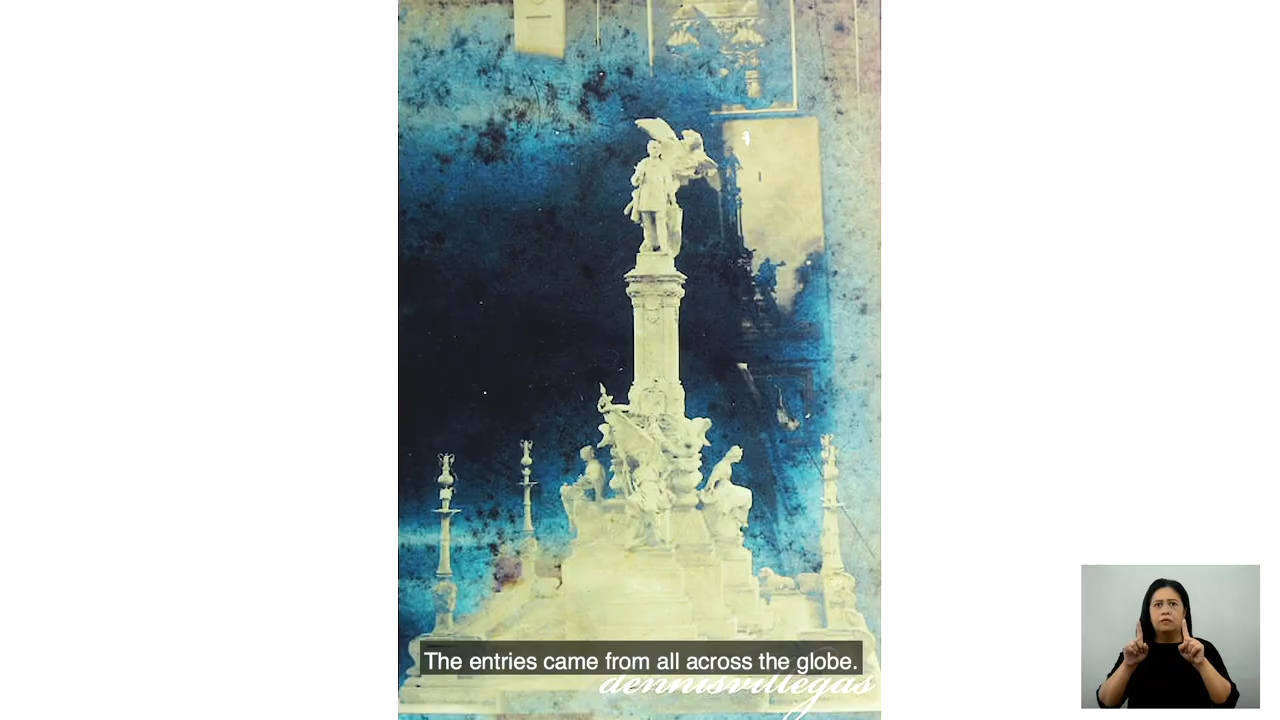 The entries came from all across the globe.
dennisvillegas